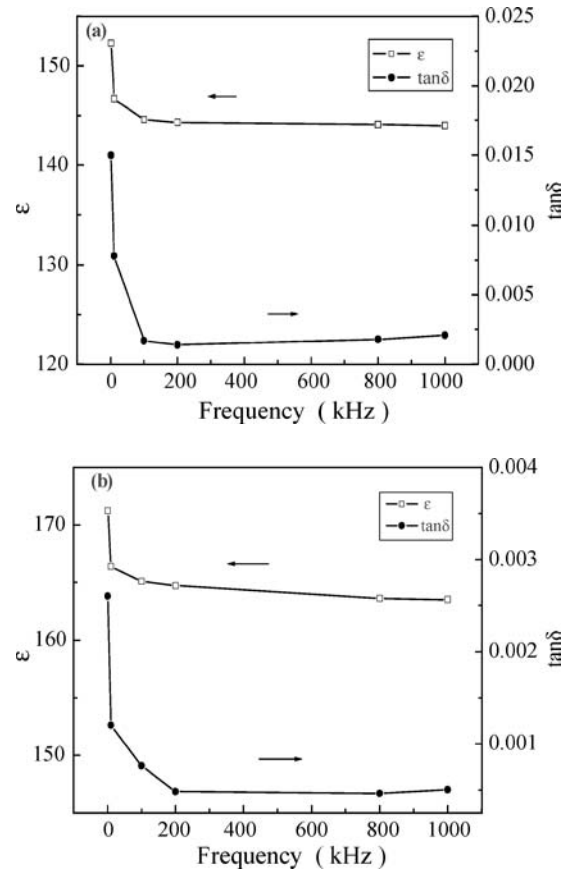 (a)
ε
tanδ
150
140
130
120
0.025
0.020
0.015
0.010
0.005
0.000
ε
tanδ
0 200 400 600 800 1000
Frequency ( kHz)
(b)
ε
tanδ
170
160
150
0.004
0.003
0.002
0.001
ε
tanδ
0 200 400 600 800 1000
Frequency ( kHz)